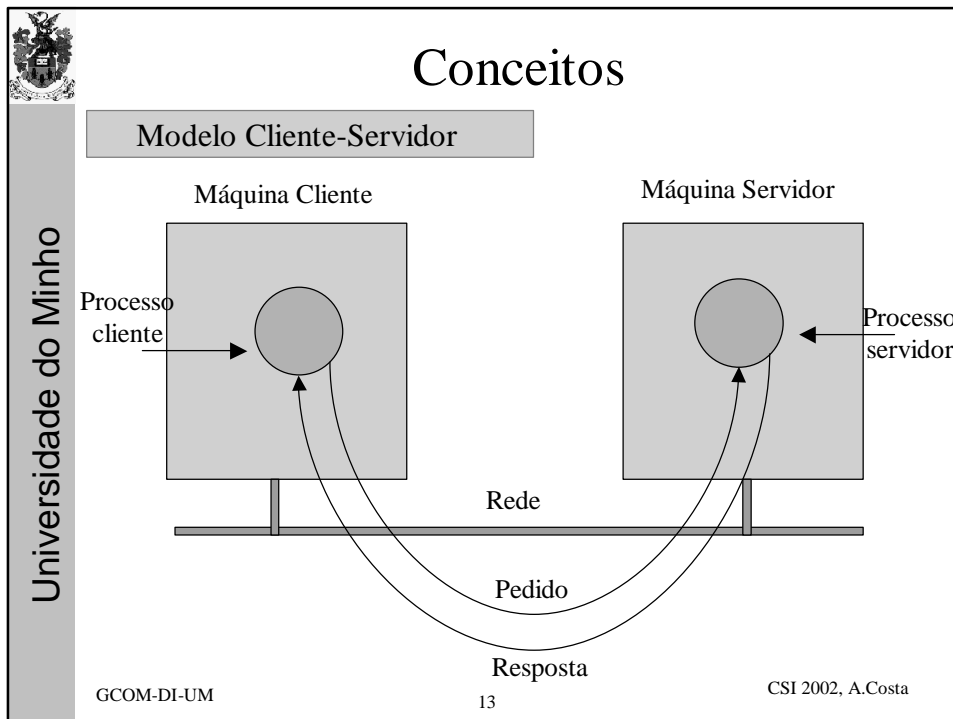 Conceitos
Modelo Cliente-Servidor
Máquina Cliente
Máquina Servidor
Processo
cliente
Processo
servidor
Rede
Pedido
Resposta
Universidade do Minho
GCOM-DI-UM
13
CSI 2002, A.Costa